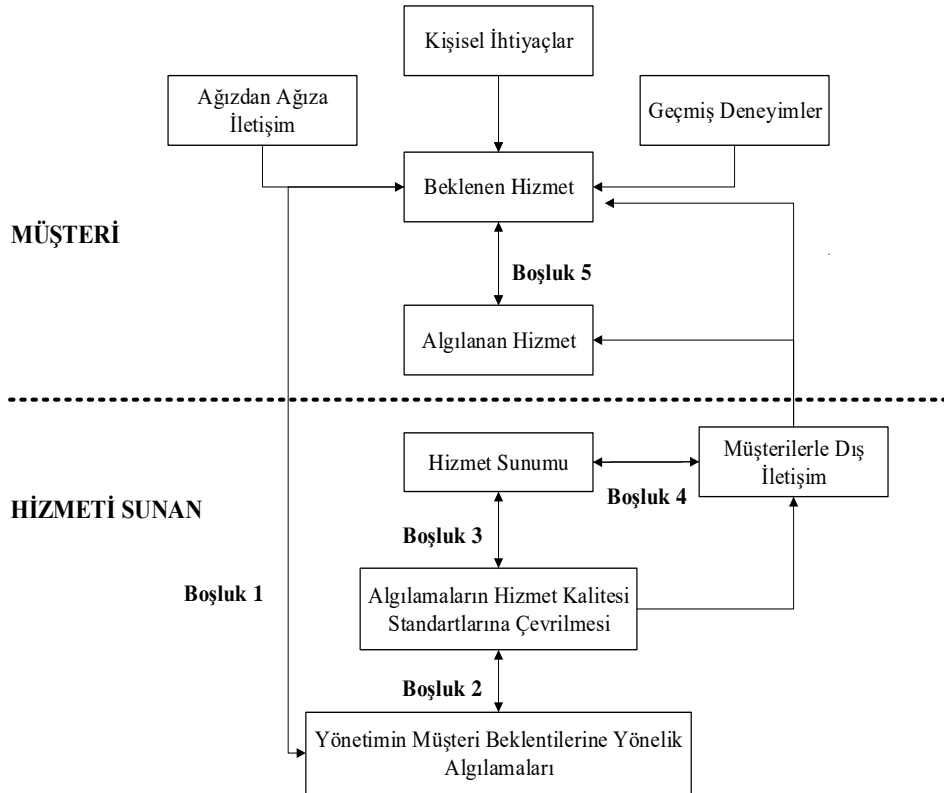 Kişisel İhtiyaçlar
Ağızdan Ağıza
İletişim
Geçmiş Deneyimler
Beklenen Hizmet
MÜŞTERİ
Boşluk 5
Algılanan Hizmet
Hizmet Sunumu
Müşterilerle Dış
İletişim
Boşluk 4
HİZMETİ SUNAN
Boşluk 3
Boşluk 1
Algılamaların Hizmet Kalitesi
Standartlarına Çevrilmesi
Boşluk 2
Yönetimin Müşteri Beklentilerine Yönelik
Algılamaları